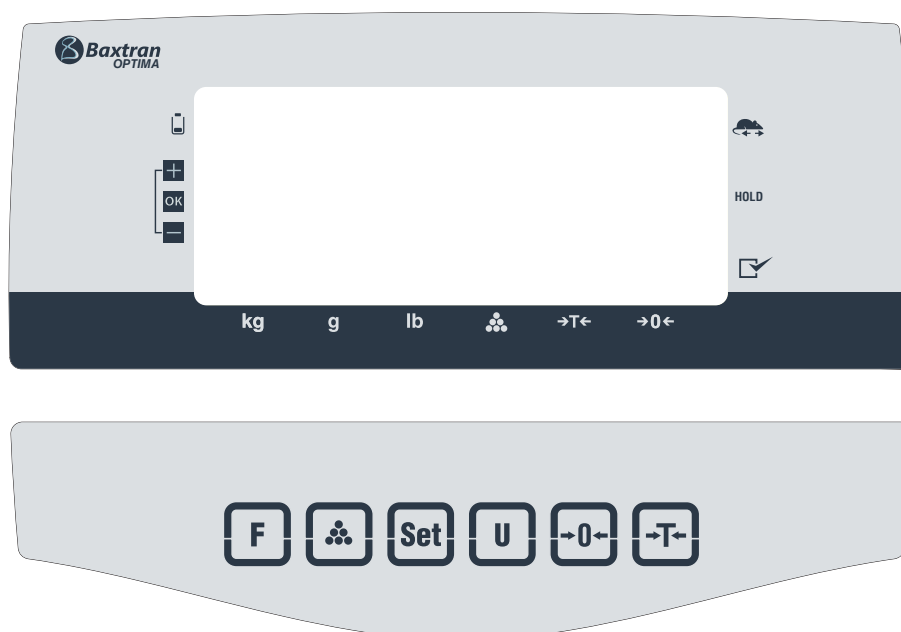 Baxtran
OPTIMA
+
OK
HOLD
−
kg g lb →T← →0←
F Set U →0← →T←